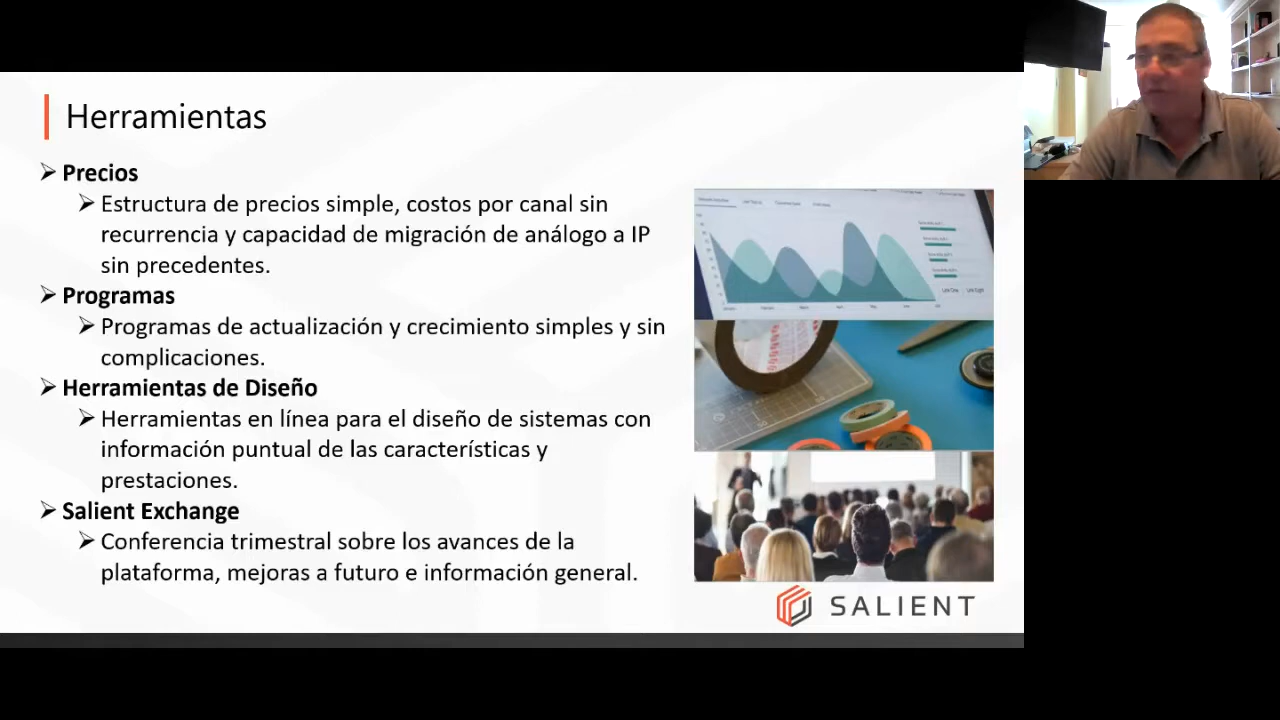 Herramientas
➢ Precios
➢ Estructura de precios simple, costos por canal sin
recurrencia y capacidad de migración de análogo a IP
sin precedentes.
➢ Programas
➢ Programas de actualización y crecimiento simples y sin
complicaciones.
➢ Herramientas de Diseño
➢ Herramientas en línea para el diseño de sistemas con
información puntual de las características y
prestaciones.
➢ Salient Exchange
➢ Conferencia trimestral sobre los avances de la
plataforma, mejoras a futuro e información general.
SALIENT